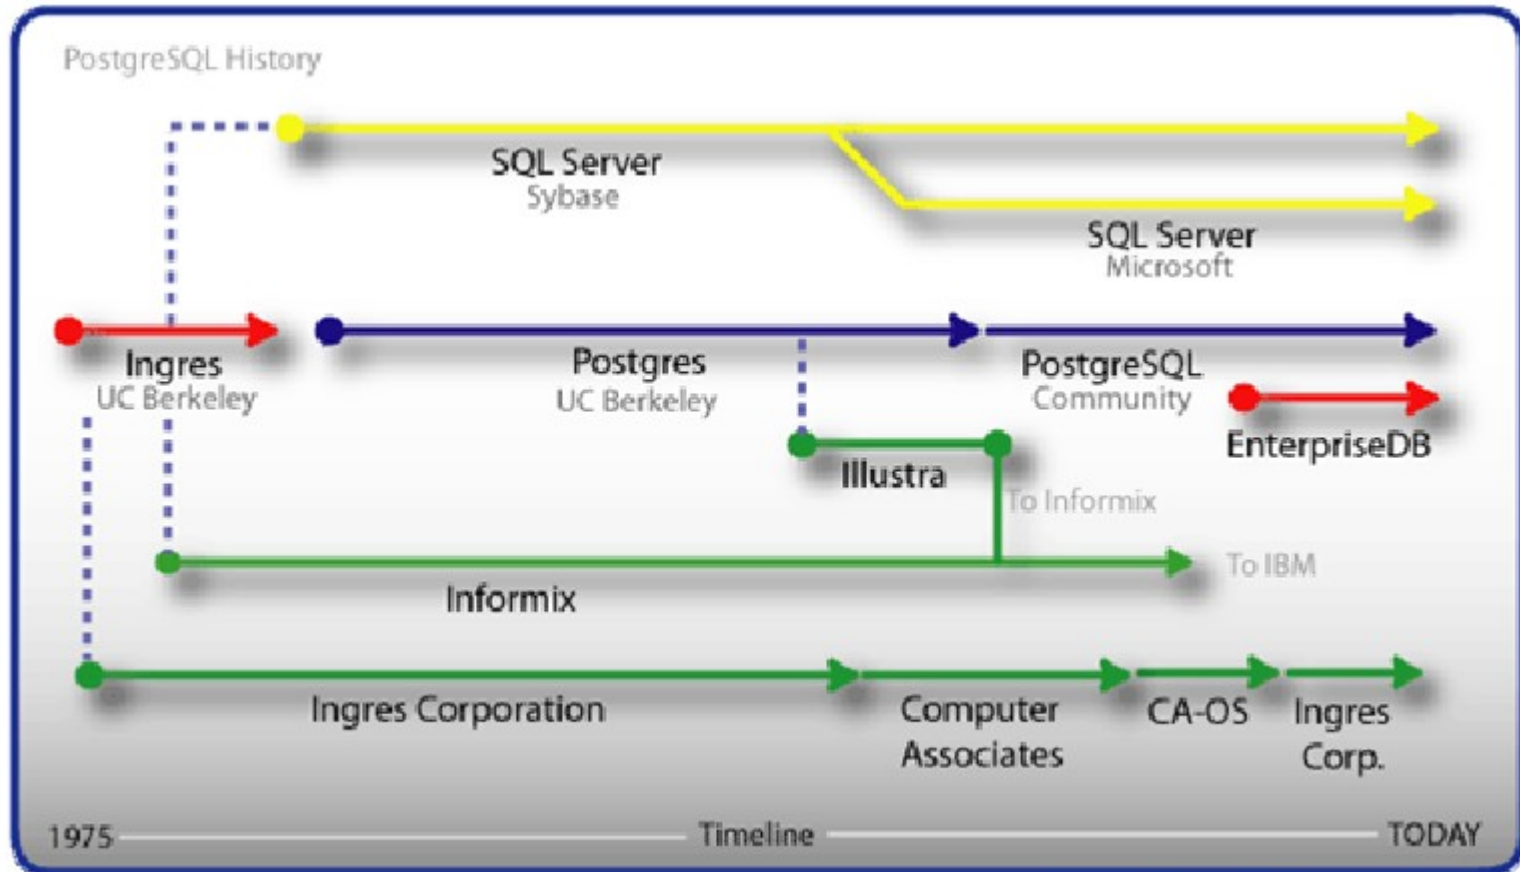 PostgreSQL History
SQL Server
Sybase
SQL Server
Microsoft
Ingres
UC Berkeley
Postgres
UC Berkeley
PostgreSQL
Community
EnterpriseDB
Illustra
To Informix
To IBM
Informix
Ingres Corporation
Computer
Associates
CA-OS
Ingres
Corp.
1975
Timeline
TODAY